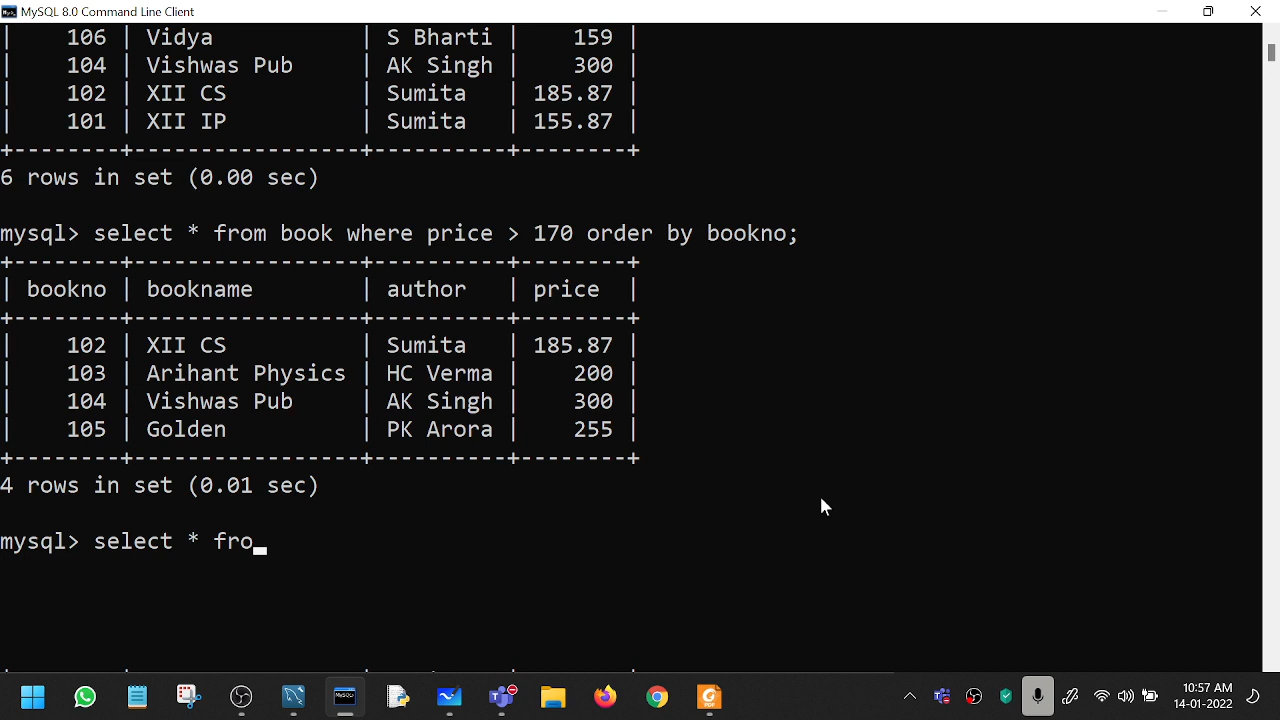 MySQL 8.0 Command Line Client
|    106 | Vidya           | S Bharti |    159 |
|    104 | Vishwas Pub     | AK Singh |    300 |
|    102 | XII CS          | Sumita   | 185.87 |
|    101 | XII IP          | Sumita   | 155.87 |
+--------+-----------------+----------+--------+
6 rows in set (0.00 sec)
mysql> select * from book where price > 170 order by bookno;
+--------+-----------------+----------+--------+
| bookno | bookname        | author   | price  |
+--------+-----------------+----------+--------+
|    102 | XII CS          | Sumita   | 185.87 |
|    103 | Arihant Physics | HC Verma |    200 |
|    104 | Vishwas Pub     | AK Singh |    300 |
|    105 | Golden          | PK Arora |    255 |
+--------+-----------------+----------+--------+
4 rows in set (0.01 sec)
mysql> select * fro_
10:57 AM
14-01-2022